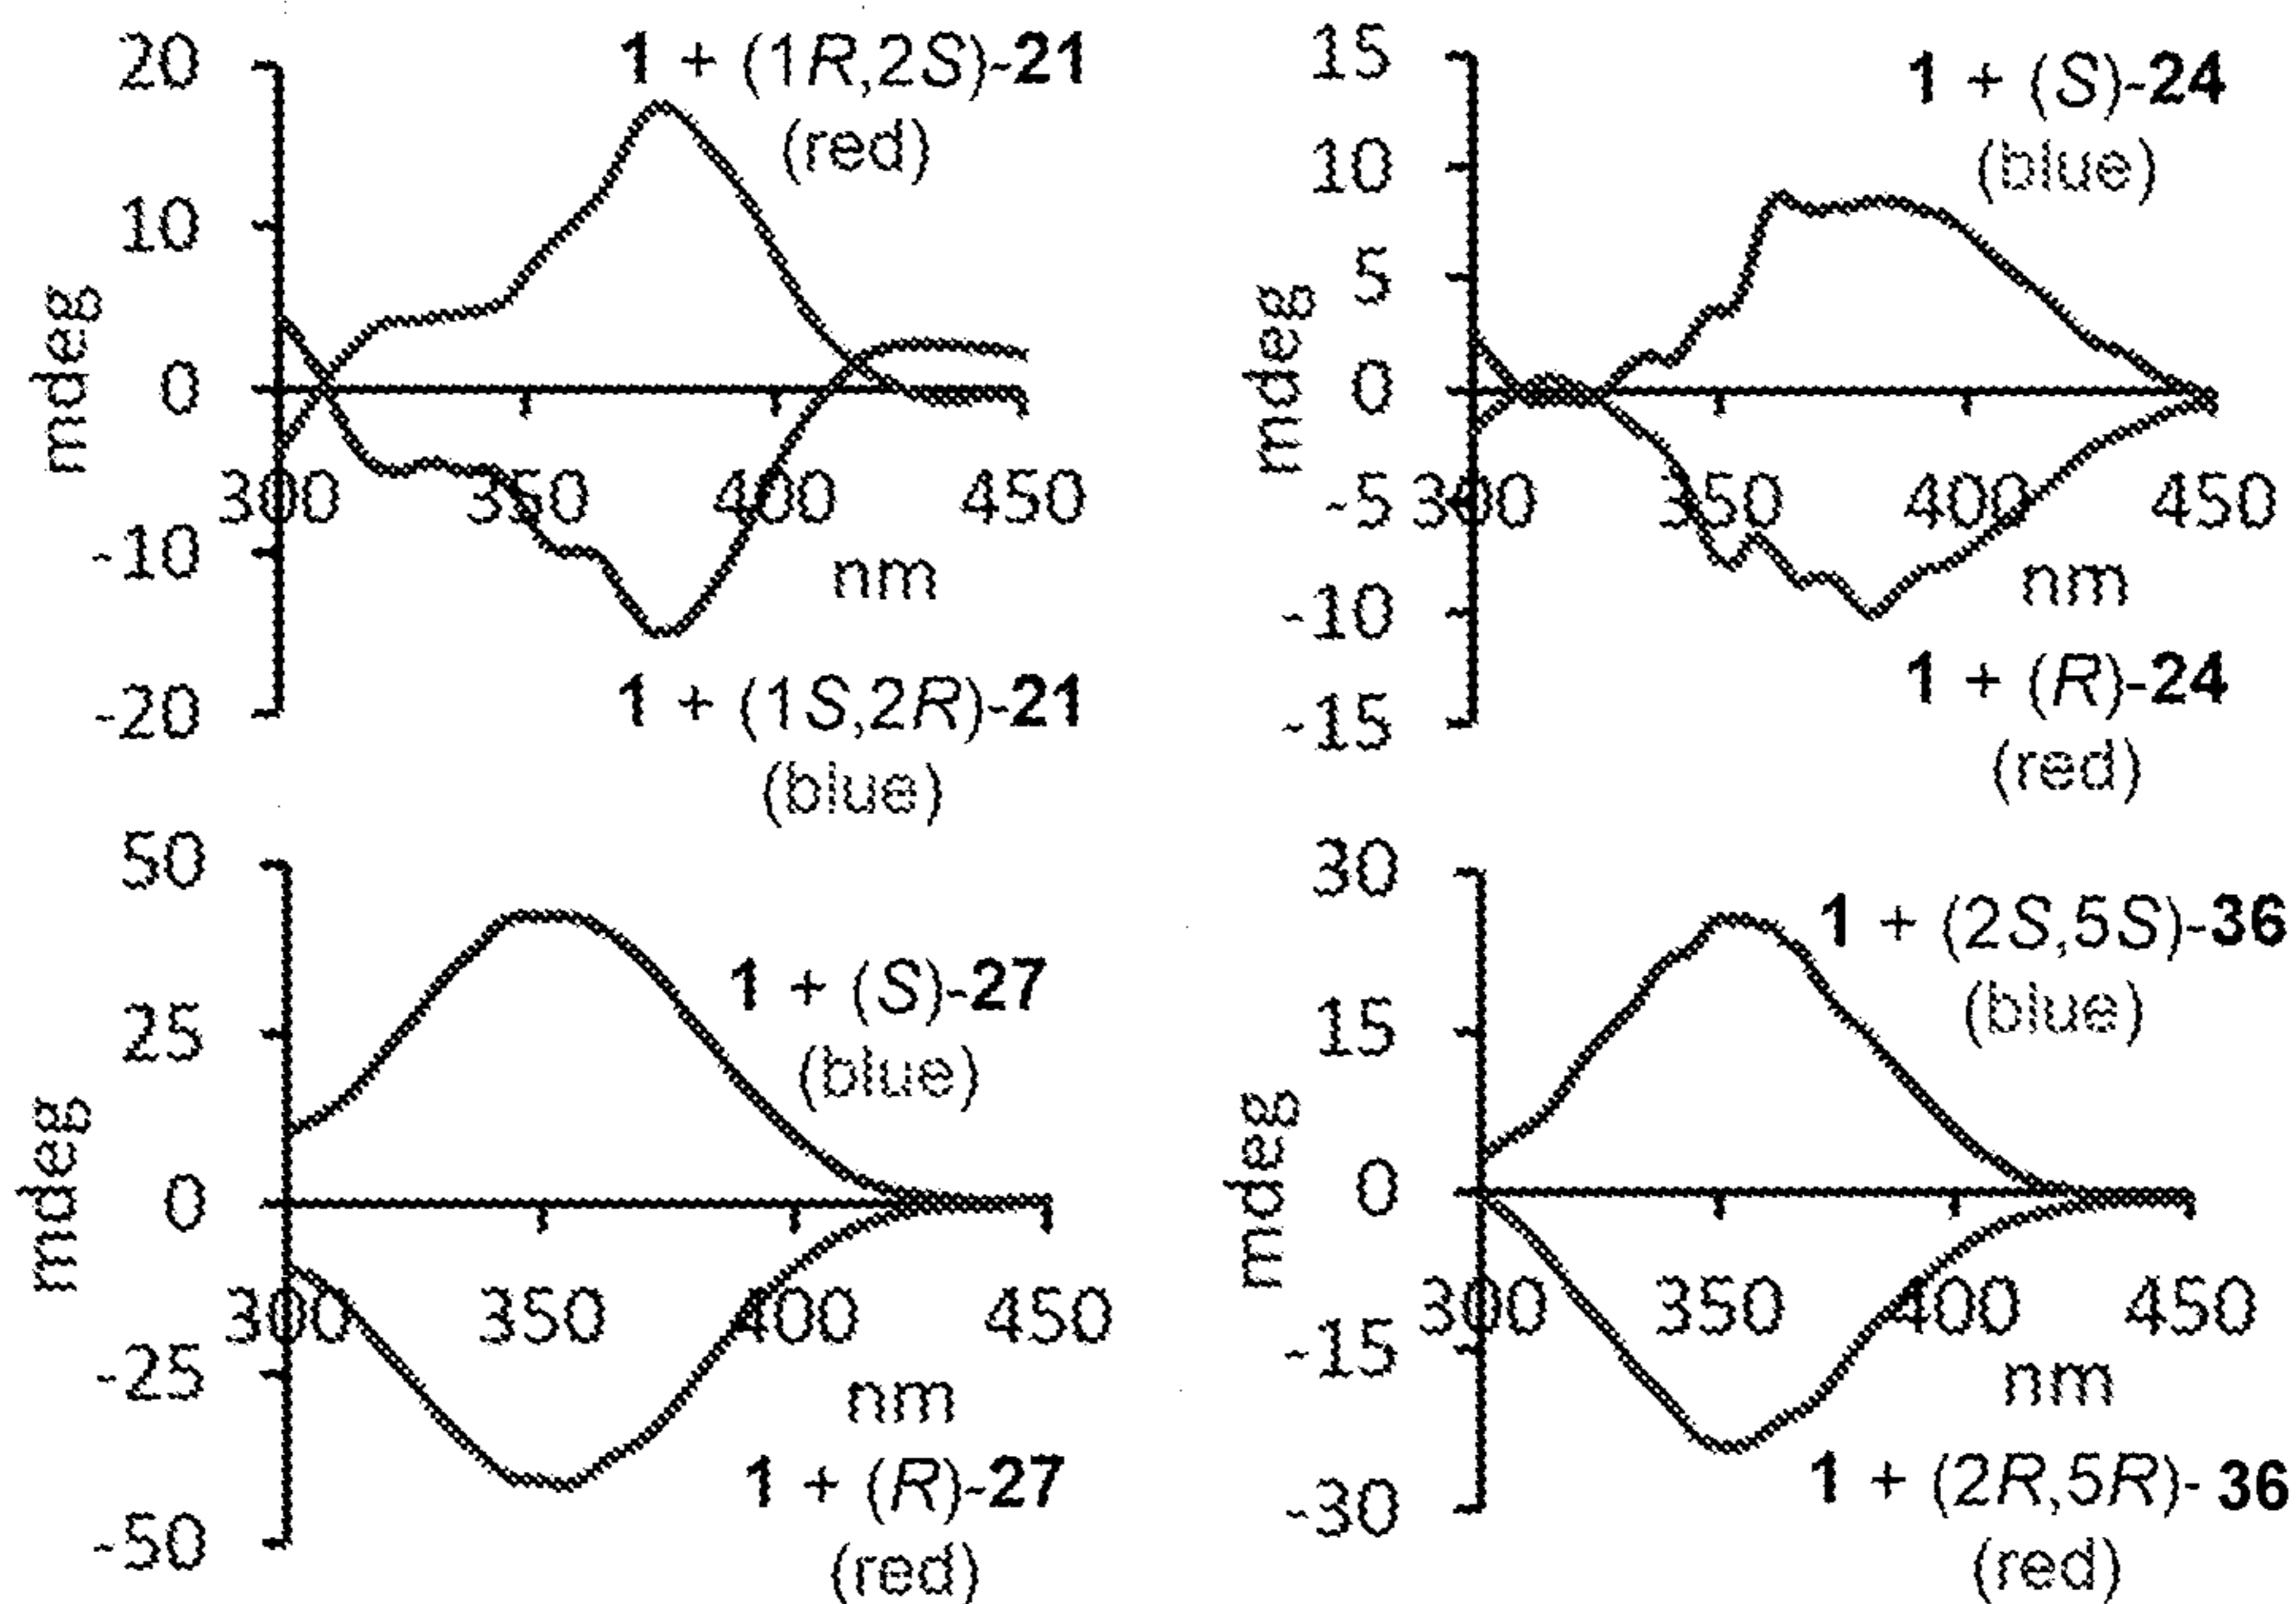 20
10
0
-10
-20
mdeg
300
350
400
450
nm
1 + (1R,2S)-21
(red)
1 + (1S,2R)-21
(blue)
15
10
5
0
-5
-10
-15
mdeg
300
350
400
450
nm
1 + (S)-24
(blue)
1 + (R)-24
(red)
50
25
0
-25
-50
mdeg
300
350
400
450
nm
1 + (S)-27
(blue)
1 + (R)-27
(red)
30
15
0
-15
-30
mdeg
300
350
400
450
nm
1 + (2S,5S)-36
(blue)
1 + (2R,5R)- 36
(red)